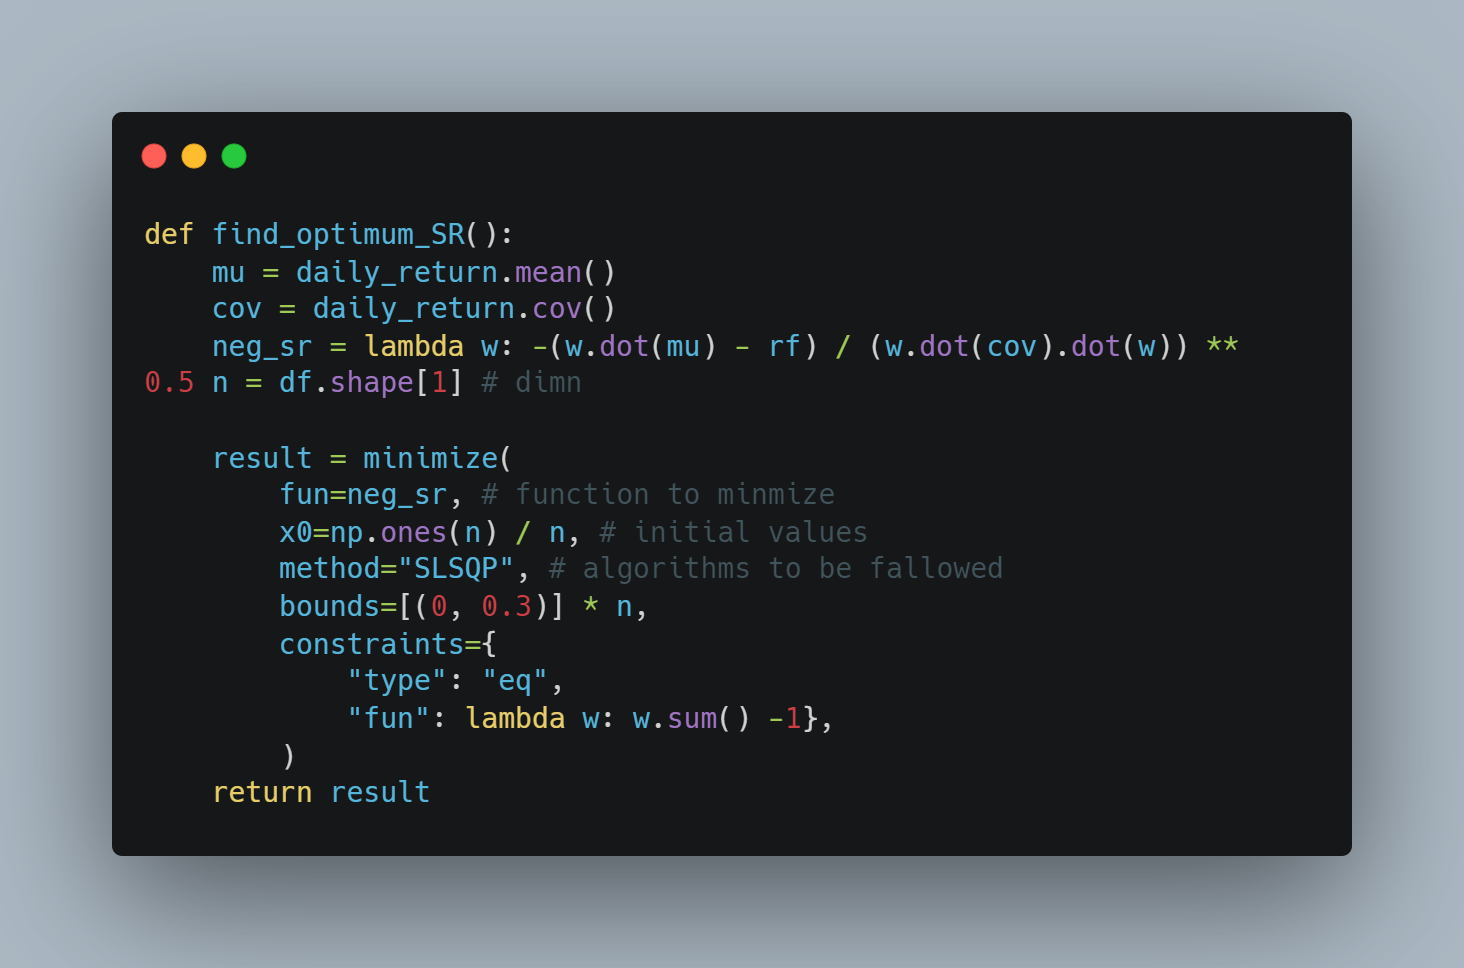 def find_optimum_SR():
    mu = daily_return.mean()
    cov = daily_return.cov()
    neg_sr = lambda w: -(w.dot(mu) - rf) / (w.dot(cov).dot(w)) **
0.5 n = df.shape[1] # dimn

    result = minimize(
        fun=neg_sr, # function to minmize
        x0=np.ones(n) / n, # initial values
        method="SLSQP", # algorithms to be fallowed
        bounds=[(0, 0.3)] * n,
        constraints={
            "type": "eq",
            "fun": lambda w: w.sum() -1},
        )
    return result